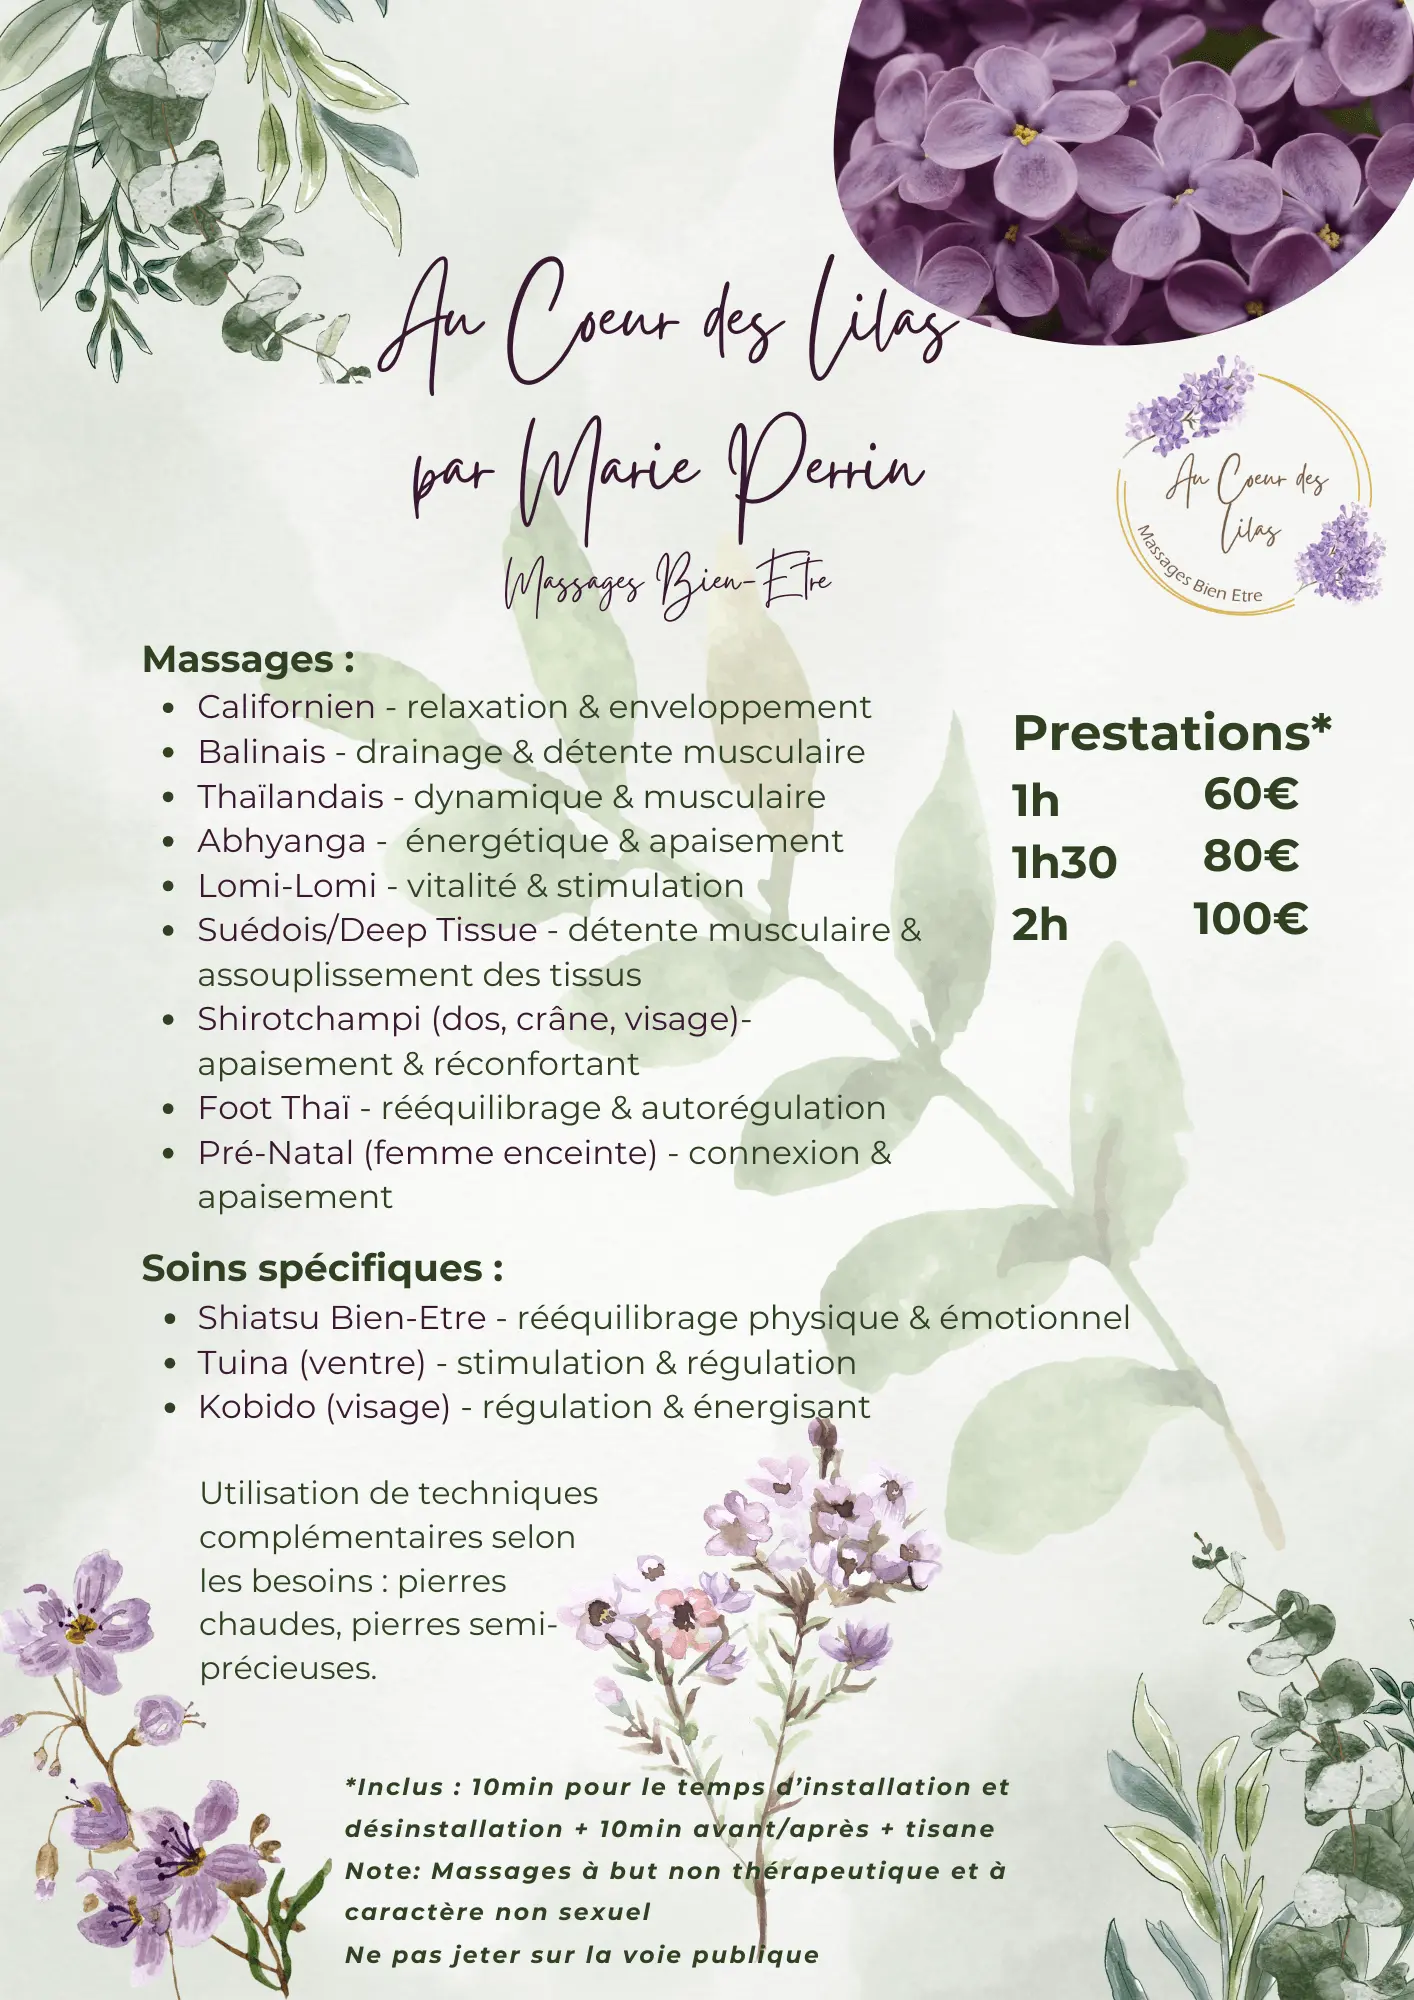 Au Coeur des Lilas
par Marie Perrin
Massages Bien-Etre
Au Coeur des
Lilas
Massages Bien Etre
Massages :
• Californien - relaxation & enveloppement
• Balinais - drainage & détente musculaire
• Thaïlandais - dynamique & musculaire
• Abhyanga -  énergétique & apaisement
• Lomi-Lomi - vitalité & stimulation
• Suédois/Deep Tissue - détente musculaire &
assouplissement des tissus
• Shirotchampi (dos, crâne, visage)-
apaisement & réconfortant
• Foot Thaï - rééquilibrage & autorégulation
• Pré-Natal (femme enceinte) - connexion &
apaisement
Prestations*
1h 60€
1h30 80€
2h 100€
Soins spécifiques :
• Shiatsu Bien-Etre - rééquilibrage physique & émotionnel
• Tuina (ventre) - stimulation & régulation
• Kobido (visage) - régulation & énergisant
Utilisation de techniques
complémentaires selon
les besoins : pierres
chaudes, pierres semi-
précieuses.
*Inclus : 10min pour le temps d'installation et
désinstallation + 10min avant/après + tisane
Note: Massages à but non thérapeutique et à
caractère non sexuel
Ne pas jeter sur la voie publique